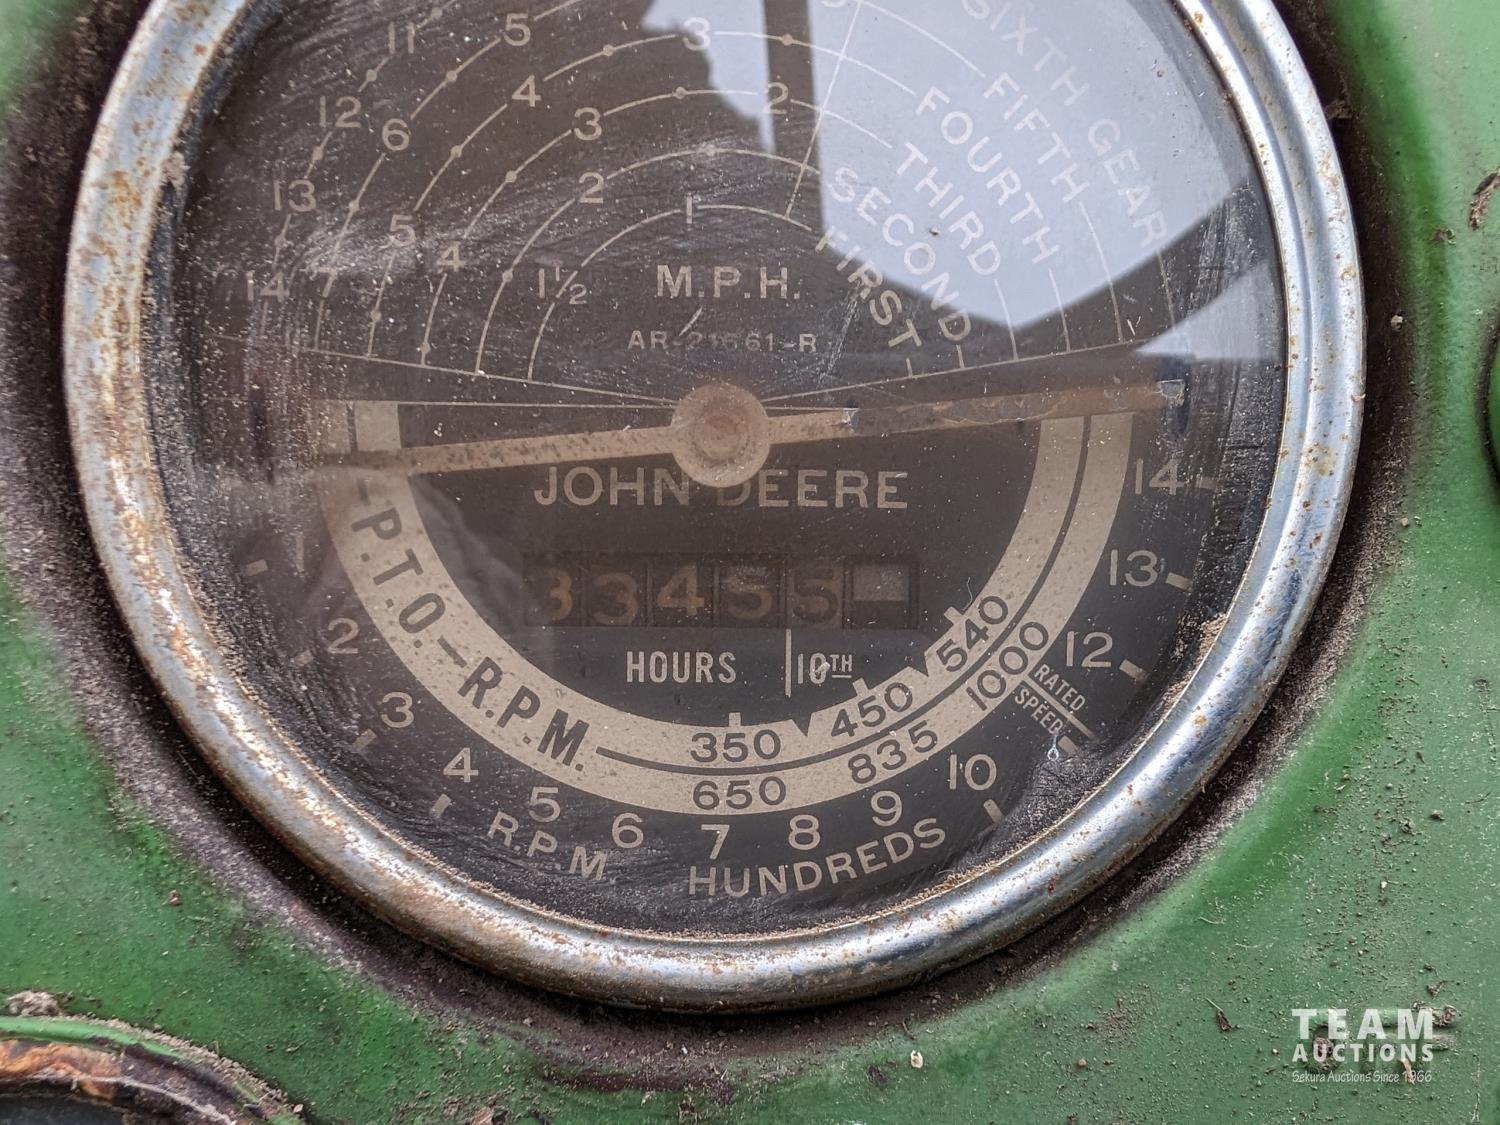 11 5 3
12 6 4 3 2
13 5 4 2 1
14 7 1½
SIXTH GEAR
FIFTH
FOURTH
THIRD
SECOND
FIRST
M.P.H.
AR-21661-R
JOHN DEERE
33455
HOURS 10TH
P.T.O.-R.P.M.
350 450 540
650 835 1000
RATED
SPEED
2 3 4 5 6 7 8 9 10 12 13 14
R.P.M HUNDREDS
TEAM
AUCTIONS
Sekura Auctions Since 1966